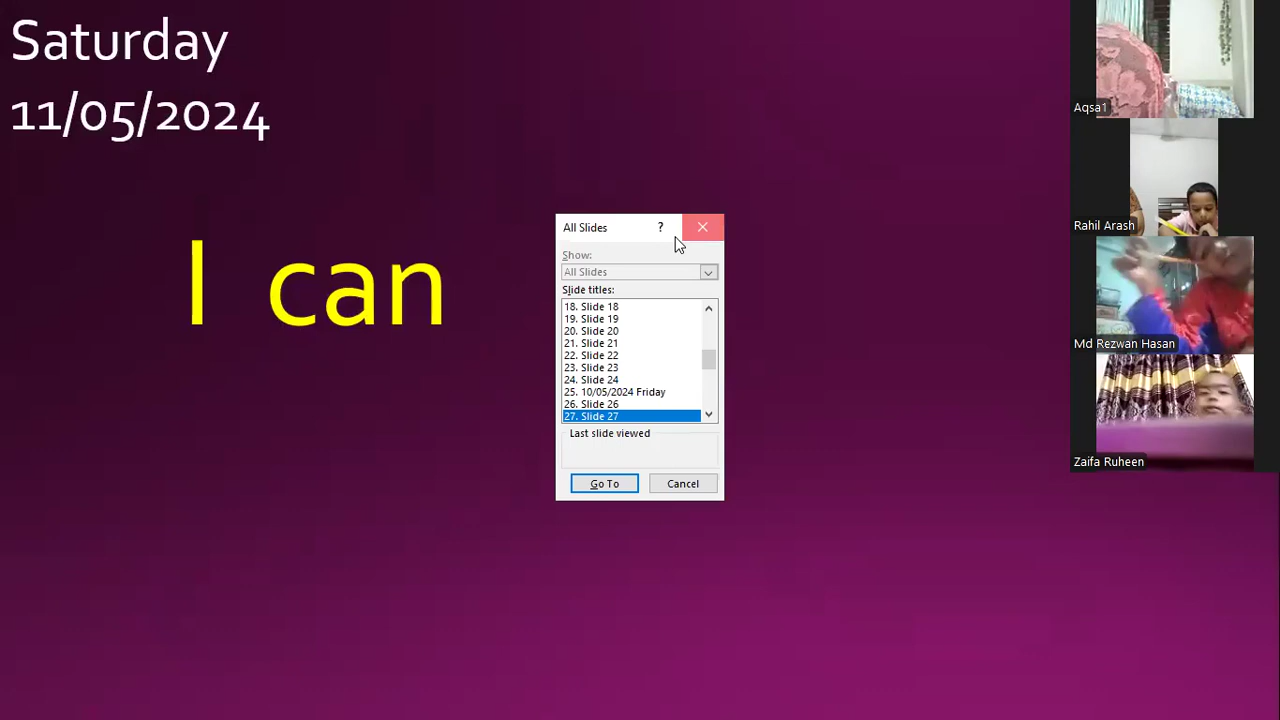 Saturday
11/05/2024
I can
All Slides ?
Show:
All Slides
Slide titles:
18. Slide 18
19. Slide 19
20. Slide 20
21. Slide 21
22. Slide 22
23. Slide 23
24. Slide 24
25. 10/05/2024 Friday
26. Slide 26
27. Slide 27
Last slide viewed
Go To
Cancel
Aqsa1
Rahil Arash
Md Rezwan Hasan
Zaifa Ruheen